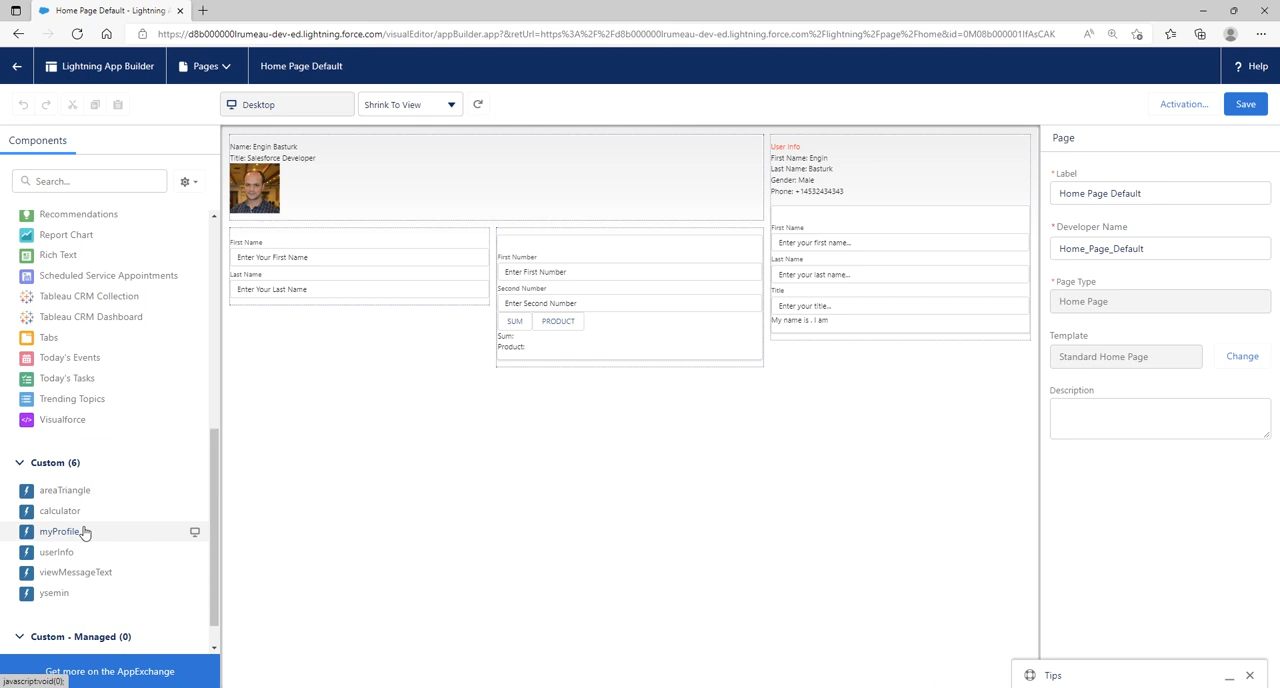 Home Page Default - Lightning
https://d8b000000lrumeau-dev-ed.lightning.force.com/visualEditor/appBuilder.app?&retUrl=https%3A%2F%2Fd8b000000lrumeau-dev-ed.lightning.force.com%2Flightning%2Fpage%2Fhome&id=0M08b000001IfAsCAK
Lightning App Builder
Pages
Home Page Default
? Help
Desktop
Shrink To View
Activation...
Save
Components
Search...
Recommendations
Report Chart
Rich Text
Scheduled Service Appointments
Tableau CRM Collection
Tableau CRM Dashboard
Tabs
Today's Events
Today's Tasks
Trending Topics
Visualforce
Custom (6)
areaTriangle
calculator
myProfile
userInfo
viewMessageText
ysemin
Custom - Managed (0)
Get more on the AppExchange
javascript:void(0);
Name: Engin Basturk
Title: Salesforce Developer
First Name
Enter Your First Name
Last Name
Enter Your Last Name
First Number
Enter First Number
Second Number
Enter Second Number
SUM
PRODUCT
Sum:
Product:
User Info
First Name: Engin
Last Name: Basturk
Gender: Male
Phone: +14532434343
First Name
Enter your first name...
Last Name
Enter your last name...
Title
Enter your title...
My name is . I am
Page
* Label
Home Page Default
* Developer Name
Home_Page_Default
* Page Type
Home Page
Template
Standard Home Page
Change
Description
Tips